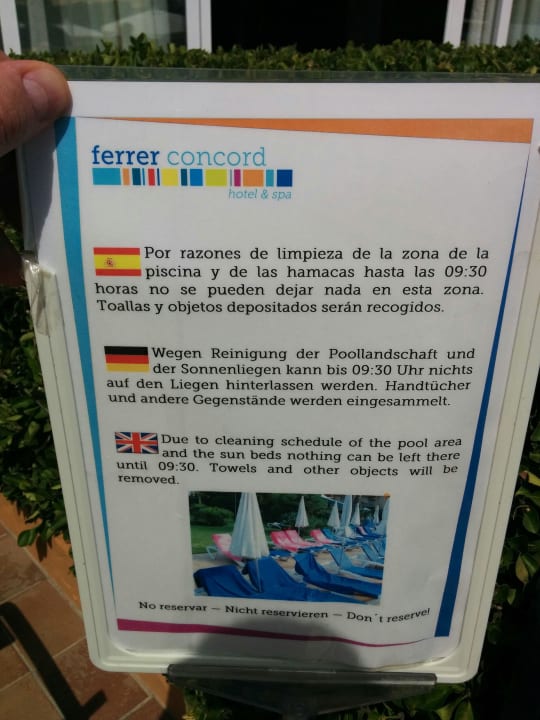 ferrer concord
hotel & spa
Por razones de limpieza de la zona de la
piscina y de las hamacas hasta las 09:30
horas no se pueden dejar nada en esta zona.
Toallas y objetos depositados serán recogidos.
Wegen Reinigung der Poollandschaft und
der Sonnenliegen kann bis 09:30 Uhr nichts
auf den Liegen hinterlassen werden. Handtücher
und andere Gegenstände werden eingesammelt.
Due to cleaning schedule of the pool area
and the sun beds nothing can be left there
until 09:30. Towels and other objects will be
removed.
No reservar – Nicht reservieren – Don´t reserve!